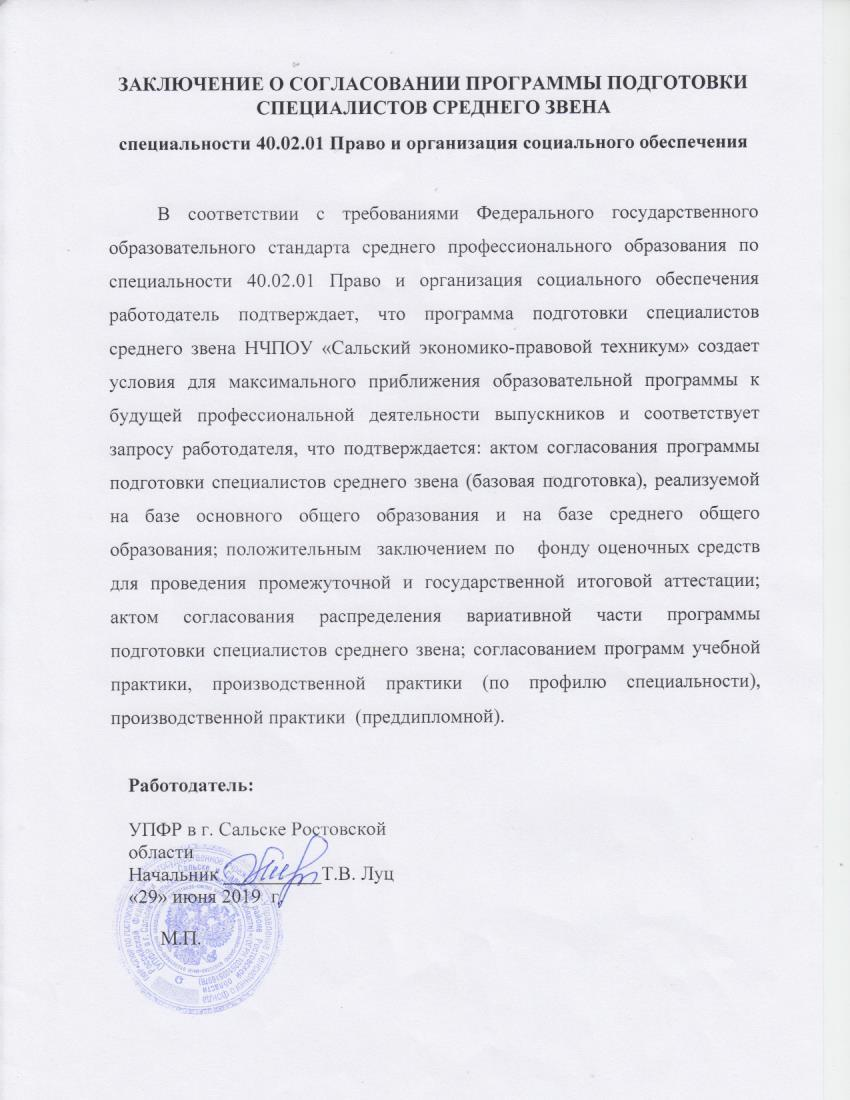 ЗАКЛЮЧЕНИЕ О СОГЛАСОВАНИИ ПРОГРАММЫ ПОДГОТОВКИ
СПЕЦИАЛИСТОВ СРЕДНЕГО ЗВЕНА
специальности 40.02.01 Право и организация социального обеспечения
В соответствии с требованиями Федерального государственного
образовательного стандарта среднего профессионального образования по
специальности 40.02.01 Право и организация социального обеспечения
работодатель подтверждает, что программа подготовки специалистов
среднего звена НЧПОУ «Сальский экономико-правовой техникум» создает
условия для максимального приближения образовательной программы к
будущей профессиональной деятельности выпускников и соответствует
запросу работодателя, что подтверждается: актом согласования программы
подготовки специалистов среднего звена (базовая подготовка), реализуемой
на базе основного общего образования и на базе среднего общего
образования; положительным заключением по фонду оценочных средств
для проведения промежуточной и государственной итоговой аттестации;
актом согласования распределения вариативной части программы
подготовки специалистов среднего звена; согласованием программ учебной
практики, производственной практики (по профилю специальности),
производственной практики (преддипломной).
Работодатель:
УПФР в г. Сальске Ростовской
области
Начальник __________Т.В. Луц
«29» июня 2019 г.
М.П.